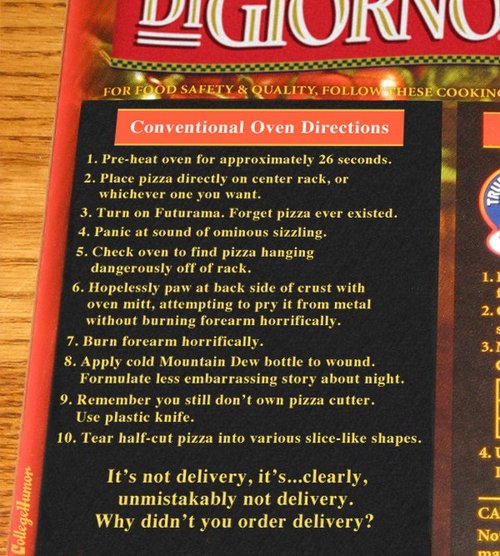 DIGIORNO
FOR FOOD SAFETY & QUALITY, FOLLOW THESE COOKING
Conventional Oven Directions
1. Pre-heat oven for approximately 26 seconds.
2. Place pizza directly on center rack, or
whichever one you want.
3. Turn on Futurama. Forget pizza ever existed.
4. Panic at sound of ominous sizzling.
5. Check oven to find pizza hanging
dangerously off of rack.
6. Hopelessly paw at back side of crust with
oven mitt, attempting to pry it from metal
without burning forearm horrifically.
7. Burn forearm horrifically.
8. Apply cold Mountain Dew bottle to wound.
Formulate less embarrassing story about night.
9. Remember you still don't own pizza cutter.
Use plastic knife.
10. Tear half-cut pizza into various slice-like shapes.
It's not delivery, it's...clearly,
unmistakably not delivery.
Why didn't you order delivery?
CollegeHumor
1.
2.
3.
4.
CA
No